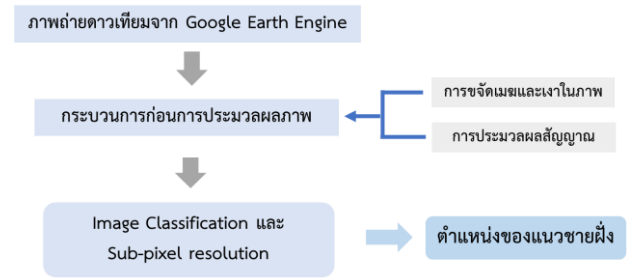 ภาพถ่ายดาวเทียมจาก Google Earth Engine
การขจัดเมฆและเงาในภาพ
กระบวนการก่อนการประมวลผลภาพ
การประมวลผลสัญญาณ
Image Classification และ
Sub-pixel resolution
ตำแหน่งของแนวชายฝั่ง